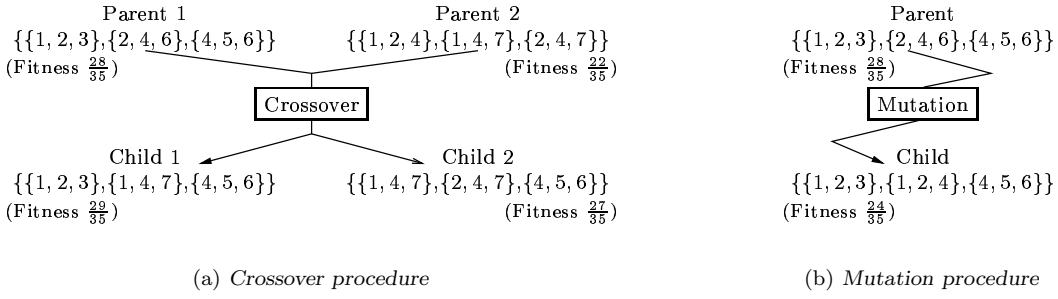 Parent 1
{{1, 2, 3},{2, 4, 6},{4, 5, 6}}
(Fitness 28/35)
Parent 2
{{1, 2, 4},{1, 4, 7},{2, 4, 7}}
(Fitness 22/35)
Crossover
Child 1
{{1, 2, 3},{1, 4, 7},{4, 5, 6}}
(Fitness 29/35)
Child 2
{{1, 4, 7},{2, 4, 7},{4, 5, 6}}
(Fitness 27/35)
(a) Crossover procedure
Parent
{{1, 2, 3},{2, 4, 6},{4, 5, 6}}
(Fitness 28/35)
Mutation
Child
{{1, 2, 3},{1, 2, 4},{4, 5, 6}}
(Fitness 24/35)
(b) Mutation procedure